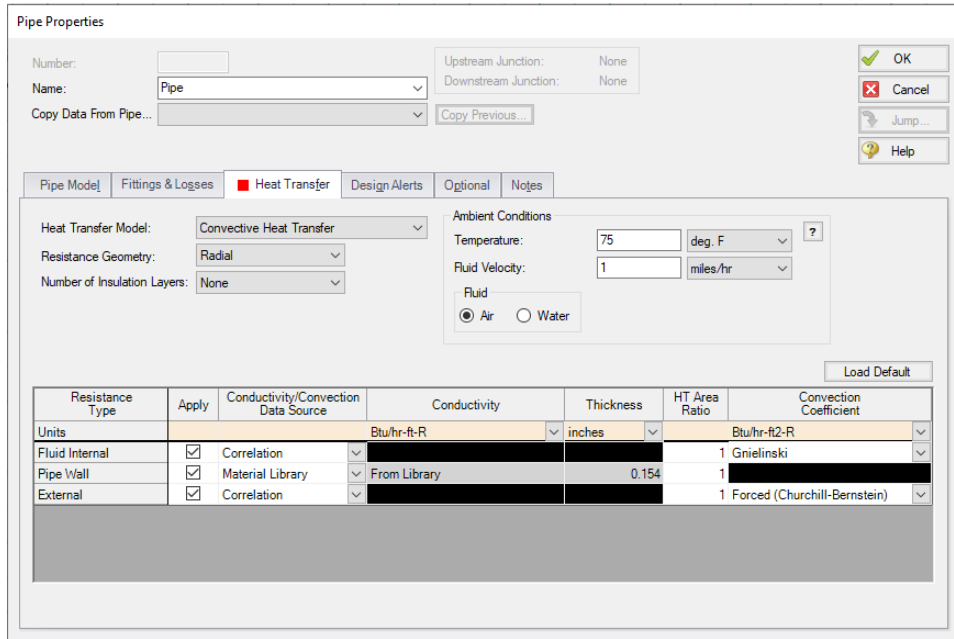 Pipe Properties
Number:
Name: Pipe
Copy Data From Pipe...
Copy Previous...
Upstream Junction: None
Downstream Junction: None
OK
Cancel
Jump...
Help
Pipe Model Fittings & Losses Heat Transfer Design Alerts Optional Notes
Heat Transfer Model: Convective Heat Transfer
Resistance Geometry: Radial
Number of Insulation Layers: None
Ambient Conditions
Temperature: 75 deg. F ?
Fluid Velocity: 1 miles/hr
Fluid
Air Water
Load Default
Resistance Type Apply Conductivity/Convection Data Source Conductivity Thickness HT Area Ratio Convection Coefficient
Units Btu/hr-ft-R inches Btu/hr-ft2-R
Fluid Internal Correlation 1 Gnielinski
Pipe Wall Material Library From Library 0.154 1
External Correlation 1 Forced (Churchill-Bernstein)